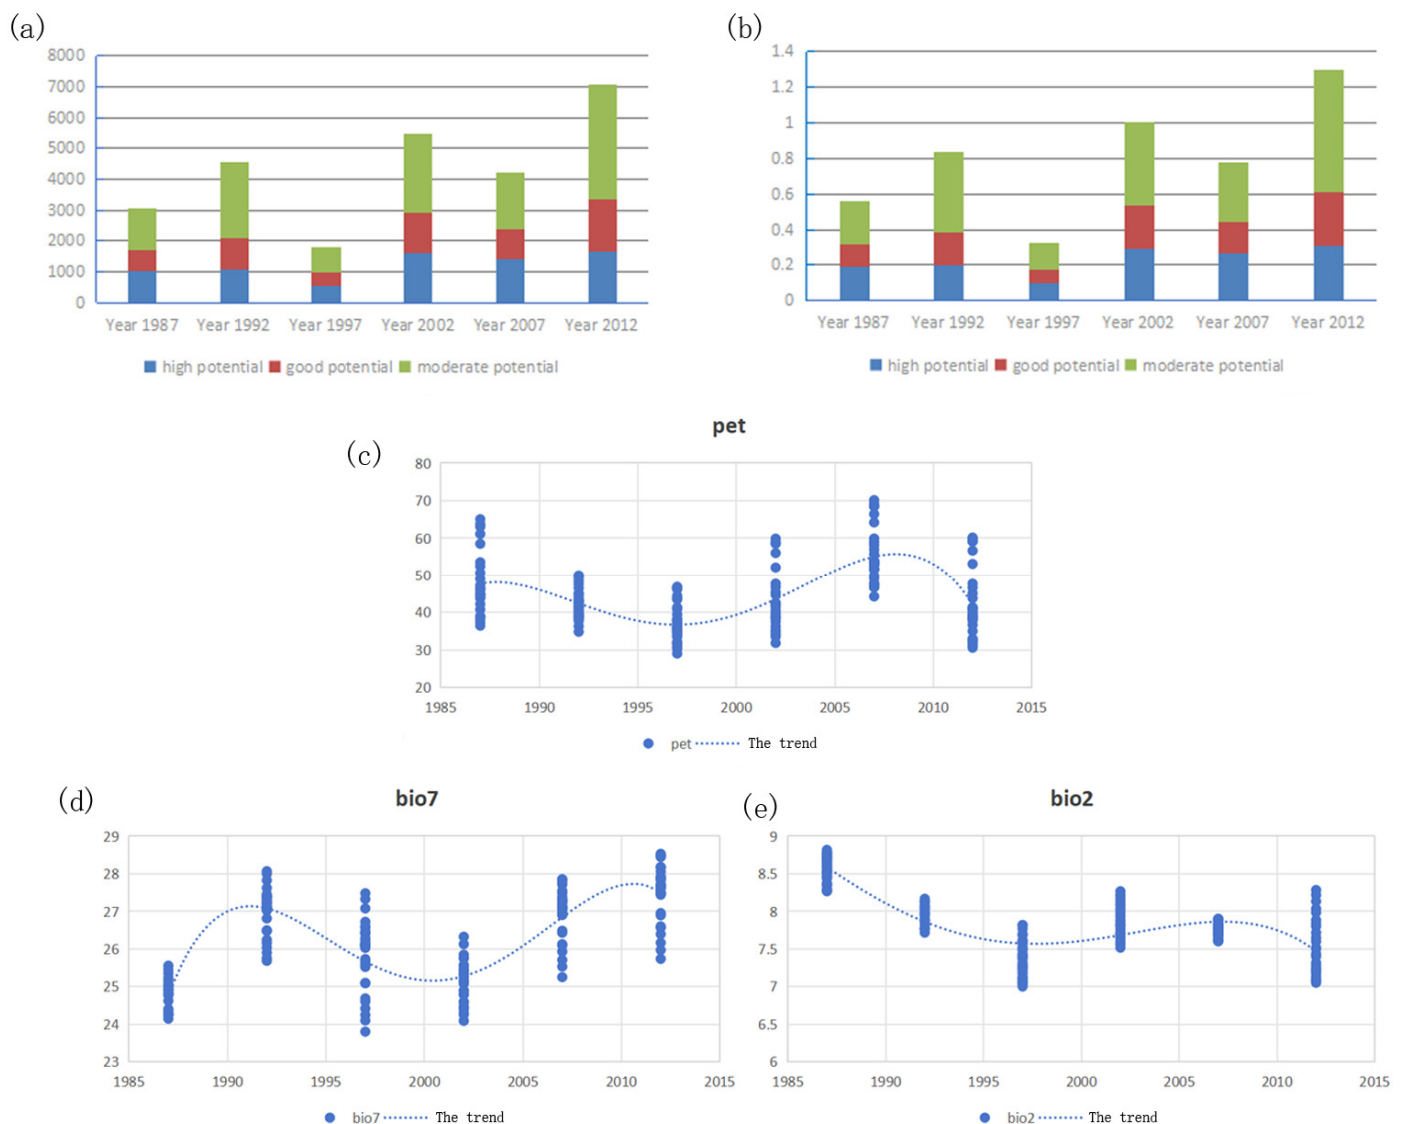 (a)
8000
7000
6000
5000
4000
3000
2000
1000
0
Year 1987 Year 1992 Year 1997 Year 2002 Year 2007 Year 2012
high potential good potential moderate potential
(b)
1.4
1.2
1
0.8
0.6
0.4
0.2
0
Year 1987 Year 1992 Year 1997 Year 2002 Year 2007 Year 2012
high potential good potential moderate potential
(c)
pet
80
70
60
50
40
30
20
1985 1990 1995 2000 2005 2010 2015
pet The trend
(d)
bio7
29
28
27
26
25
24
23
1985 1990 1995 2000 2005 2010 2015
bio7 The trend
(e)
bio2
9
8.5
8
7.5
7
6.5
6
1985 1990 1995 2000 2005 2010 2015
bio2 The trend